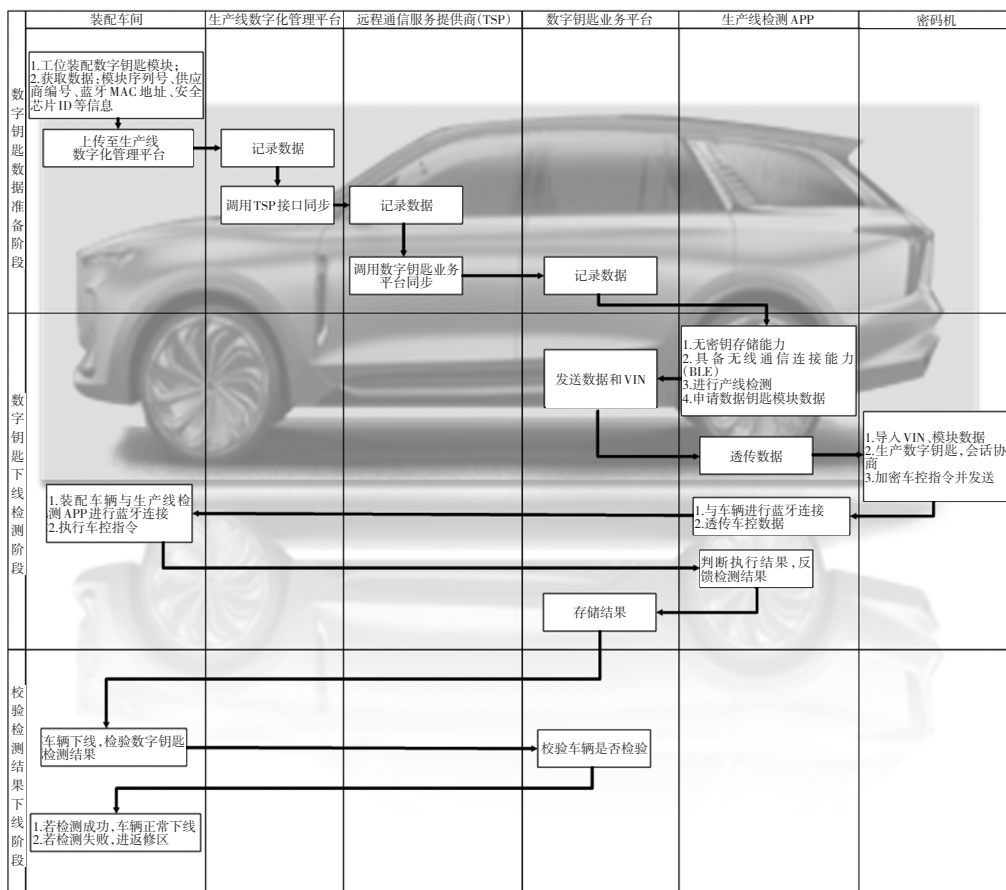 装配车间
生产线数字化管理平台
远程通信服务提供商(TSP)
数字钥匙业务平台
生产线检测APP
密码机
数字钥匙数据准备阶段
1.工位装配数字钥匙模块;
2.获取数据:模块序列号、供应
商编号、蓝牙MAC地址、安全
芯片ID等信息
上传至生产线
数字化管理平台
记录数据
调用TSP接口同步
记录数据
调用数字钥匙业务
平台同步
记录数据
数字钥匙下线检测阶段
1.无密钥存储能力
2.具备无线通信连接能力
(BLE)
3.进行产线检测
4.申请数据钥匙模块数据
发送数据和VIN
透传数据
1.导入VIN、模块数据
2.生产数字钥匙,会话协
商
3.加密车控指令并发送
1.与车辆进行蓝牙连接
2.透传车控数据
1.装配车辆与生产线检
测APP进行蓝牙连接
2.执行车控指令
判断执行结果,反
馈检测结果
存储结果
校验检测结果下线阶段
车辆下线,检验数字钥匙
检测结果
校验车辆是否检验
1.若检测成功,车辆正常下线
2.若检测失败,进返修区